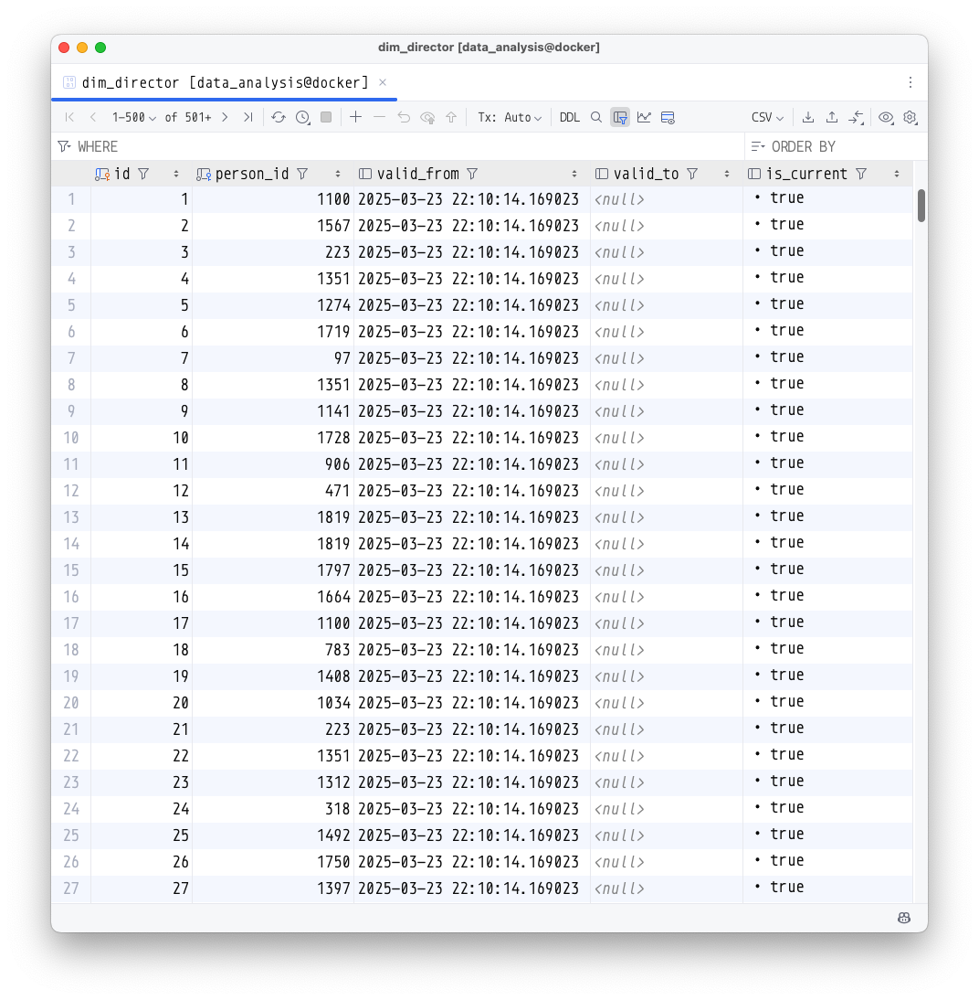 dim_director [data_analysis@docker]
dim_director [data_analysis@docker]
1-500 of 501+ Tx: Auto DDL CSV
WHERE ORDER BY
id person_id valid_from valid_to is_current
1 1 1100 2025-03-23 22:10:14.169023 <null> true
2 2 1567 2025-03-23 22:10:14.169023 <null> true
3 3 223 2025-03-23 22:10:14.169023 <null> true
4 4 1351 2025-03-23 22:10:14.169023 <null> true
5 5 1274 2025-03-23 22:10:14.169023 <null> true
6 6 1719 2025-03-23 22:10:14.169023 <null> true
7 7 97 2025-03-23 22:10:14.169023 <null> true
8 8 1351 2025-03-23 22:10:14.169023 <null> true
9 9 1141 2025-03-23 22:10:14.169023 <null> true
10 10 1728 2025-03-23 22:10:14.169023 <null> true
11 11 906 2025-03-23 22:10:14.169023 <null> true
12 12 471 2025-03-23 22:10:14.169023 <null> true
13 13 1819 2025-03-23 22:10:14.169023 <null> true
14 14 1819 2025-03-23 22:10:14.169023 <null> true
15 15 1797 2025-03-23 22:10:14.169023 <null> true
16 16 1664 2025-03-23 22:10:14.169023 <null> true
17 17 1100 2025-03-23 22:10:14.169023 <null> true
18 18 783 2025-03-23 22:10:14.169023 <null> true
19 19 1408 2025-03-23 22:10:14.169023 <null> true
20 20 1034 2025-03-23 22:10:14.169023 <null> true
21 21 223 2025-03-23 22:10:14.169023 <null> true
22 22 1351 2025-03-23 22:10:14.169023 <null> true
23 23 1312 2025-03-23 22:10:14.169023 <null> true
24 24 318 2025-03-23 22:10:14.169023 <null> true
25 25 1492 2025-03-23 22:10:14.169023 <null> true
26 26 1750 2025-03-23 22:10:14.169023 <null> true
27 27 1397 2025-03-23 22:10:14.169023 <null> true